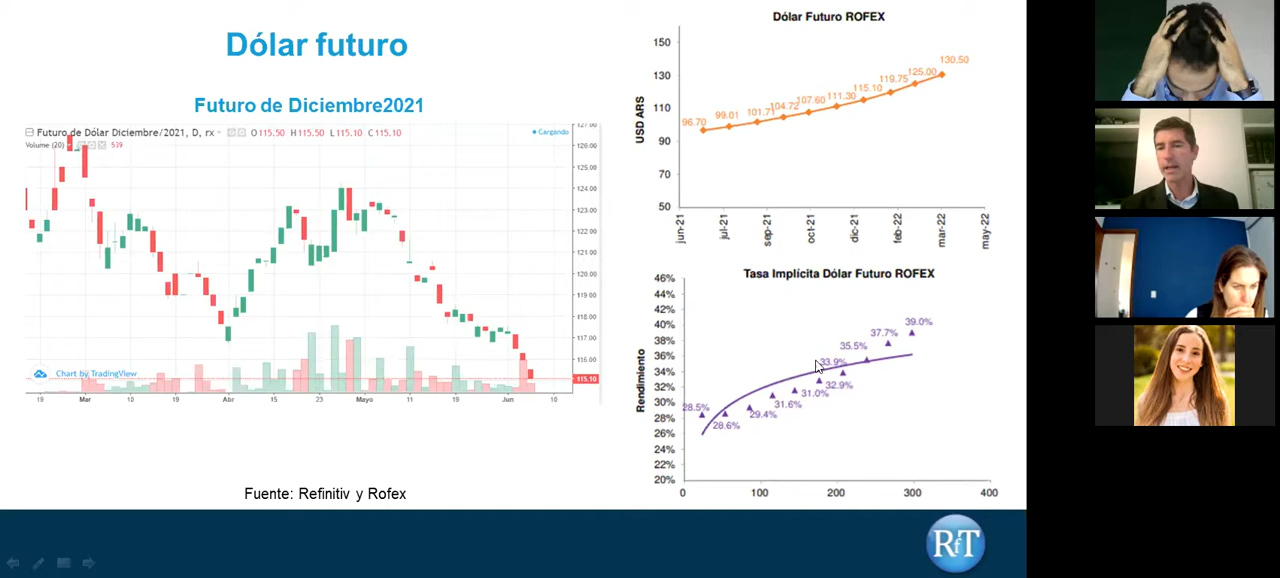 Dólar futuro
Futuro de Diciembre2021
Futuro de Dólar Diciembre/2021, D, rx
O115.50 H115.50 L115.10 C115.10
Cargando
Volume (20)
539
127.00
126.00
125.00
124.00
123.00
122.00
121.00
120.00
119.00
118.00
117.00
116.00
115.10
Chart by TradingView
19 Mar 10 19 Abr 15 23 Mayo 11 19 Jun 10
Fuente: Refinitiv y Rofex
Dólar Futuro ROFEX
USD ARS
150
130
110
90
70
50
96.70 99.01 101.71 104.72 107.60 111.30 115.10 119.75 125.00 130.50
jun-21 jul-21 sep-21 oct-21 dic-21 feb-22 mar-22 may-22
Tasa Implícita Dólar Futuro ROFEX
Rendimiento
46%
44%
42%
40%
38%
36%
34%
32%
30%
28%
26%
24%
22%
20%
28.5% 28.6% 29.4% 31.6% 31.0% 32.9% 33.9% 35.5% 37.7% 39.0%
0 100 200 300 400
RfT